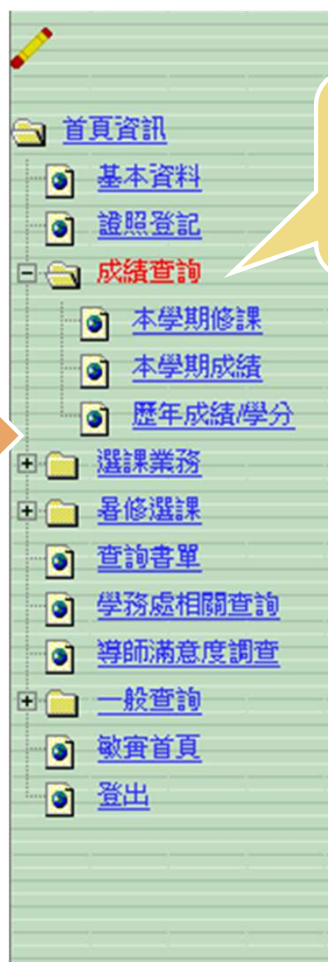 首頁資訊
基本資料
證照登記
成績查詢
本學期修課
本學期成績
歷年成績/學分
選課業務
暑修選課
查詢書單
學務處相關查詢
導師滿意度調查
一般查詢
敏實首頁
登出